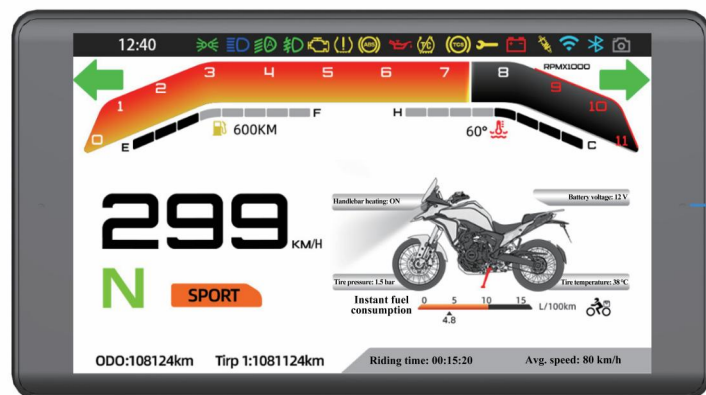 12:40
A
ABS
T/C
TCS
RPMX1000
0 1 2 3 4 5 6 7 8 9 10 11
E F
600KM
H C
60°
299 KM/H
N
SPORT
Handlebar heating: ON
Battery voltage: 12 V
Tire pressure: 1.5 bar
Tire temperature: 38 °C
Instant fuel
consumption
0 5 10 15
L/100km
4.8
ODO:108124km Tirp 1:1081124km
Riding time: 00:15:20 Avg. speed: 80 km/h